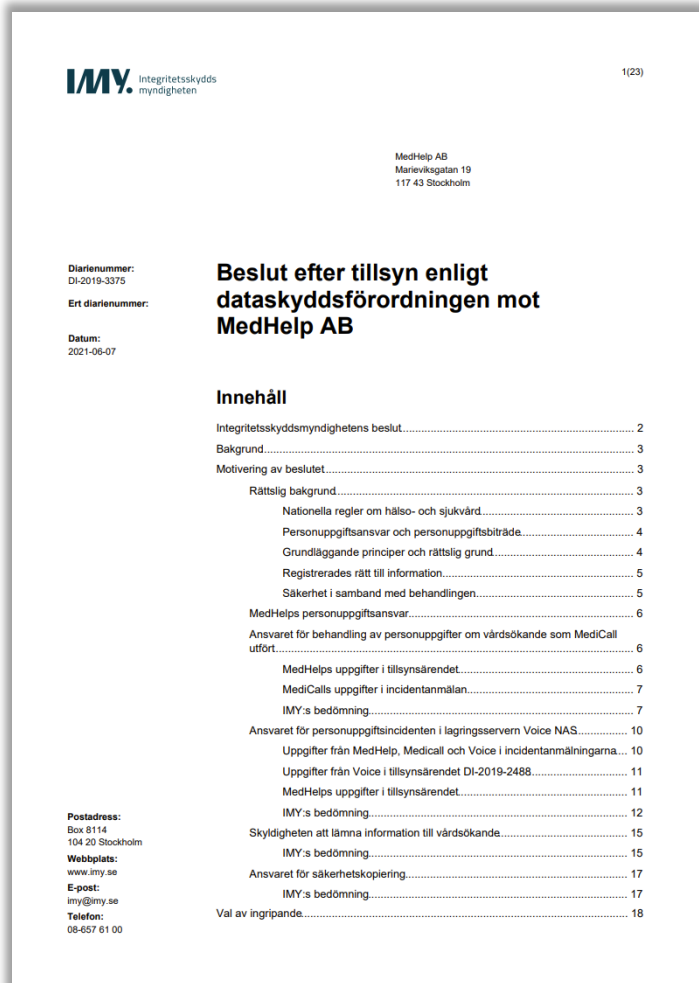 IMY. Integritetsskydds
myndigheten
1(23)
MedHelp AB
Marieviksgatan 19
117 43 Stockholm
Diarienummer:
DI-2019-3375
Ert diarienummer:
Datum:
2021-06-07
Beslut efter tillsyn enligt
dataskyddsförordningen mot
MedHelp AB
Innehåll
Integritetsskyddsmyndighetens beslut 2
Bakgrund 3
Motivering av beslutet 3
Rättslig bakgrund 3
Nationella regler om hälso- och sjukvård 3
Personuppgiftsansvar och personuppgiftsbiträde 4
Grundläggande principer och rättslig grund 4
Registrerades rätt till information 5
Säkerhet i samband med behandlingen 5
MedHelps personuppgiftsansvar 6
Ansvaret för behandling av personuppgifter om vårdsökande som MediCall
utfört 6
MedHelps uppgifter i tillsynsärendet 6
MediCalls uppgifter i incidentanmälan 7
IMY:s bedömning 7
Ansvaret för personuppgiftsincidenten i lagringsservern Voice NAS 10
Uppgifter från MedHelp, Medicall och Voice i incidentanmälningarna 10
Uppgifter från Voice i tillsynsärendet DI-2019-2488 11
MedHelps uppgifter i tillsynsärendet 11
IMY:s bedömning 12
Skyldigheten att lämna information till vårdsökande 15
IMY:s bedömning 15
Ansvaret för säkerhetskopiering 17
IMY:s bedömning 17
Val av ingripande 18
Postadress:
Box 8114
104 20 Stockholm
Webbplats:
www.imy.se
E-post:
imy@imy.se
Telefon:
08-657 61 00